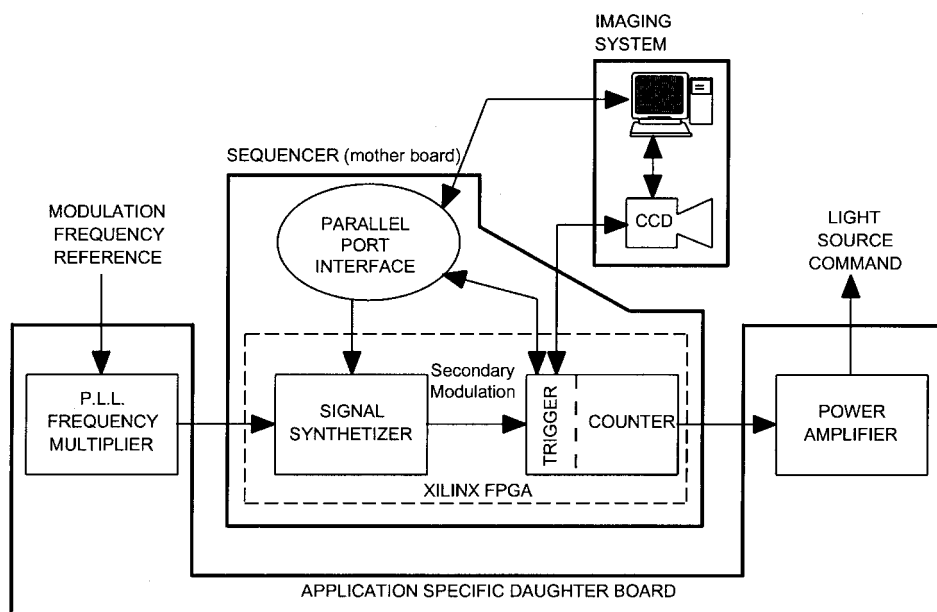 IMAGING
SYSTEM
SEQUENCER (mother board)
MODULATION
FREQUENCY
REFERENCE
PARALLEL
PORT
INTERFACE
CCD
LIGHT
SOURCE
COMMAND
P.L.L.
FREQUENCY
MULTIPLIER
SIGNAL
SYNTHETIZER
Secondary
Modulation
TRIGGER
COUNTER
POWER
AMPLIFIER
XILINX FPGA
APPLICATION SPECIFIC DAUGHTER BOARD